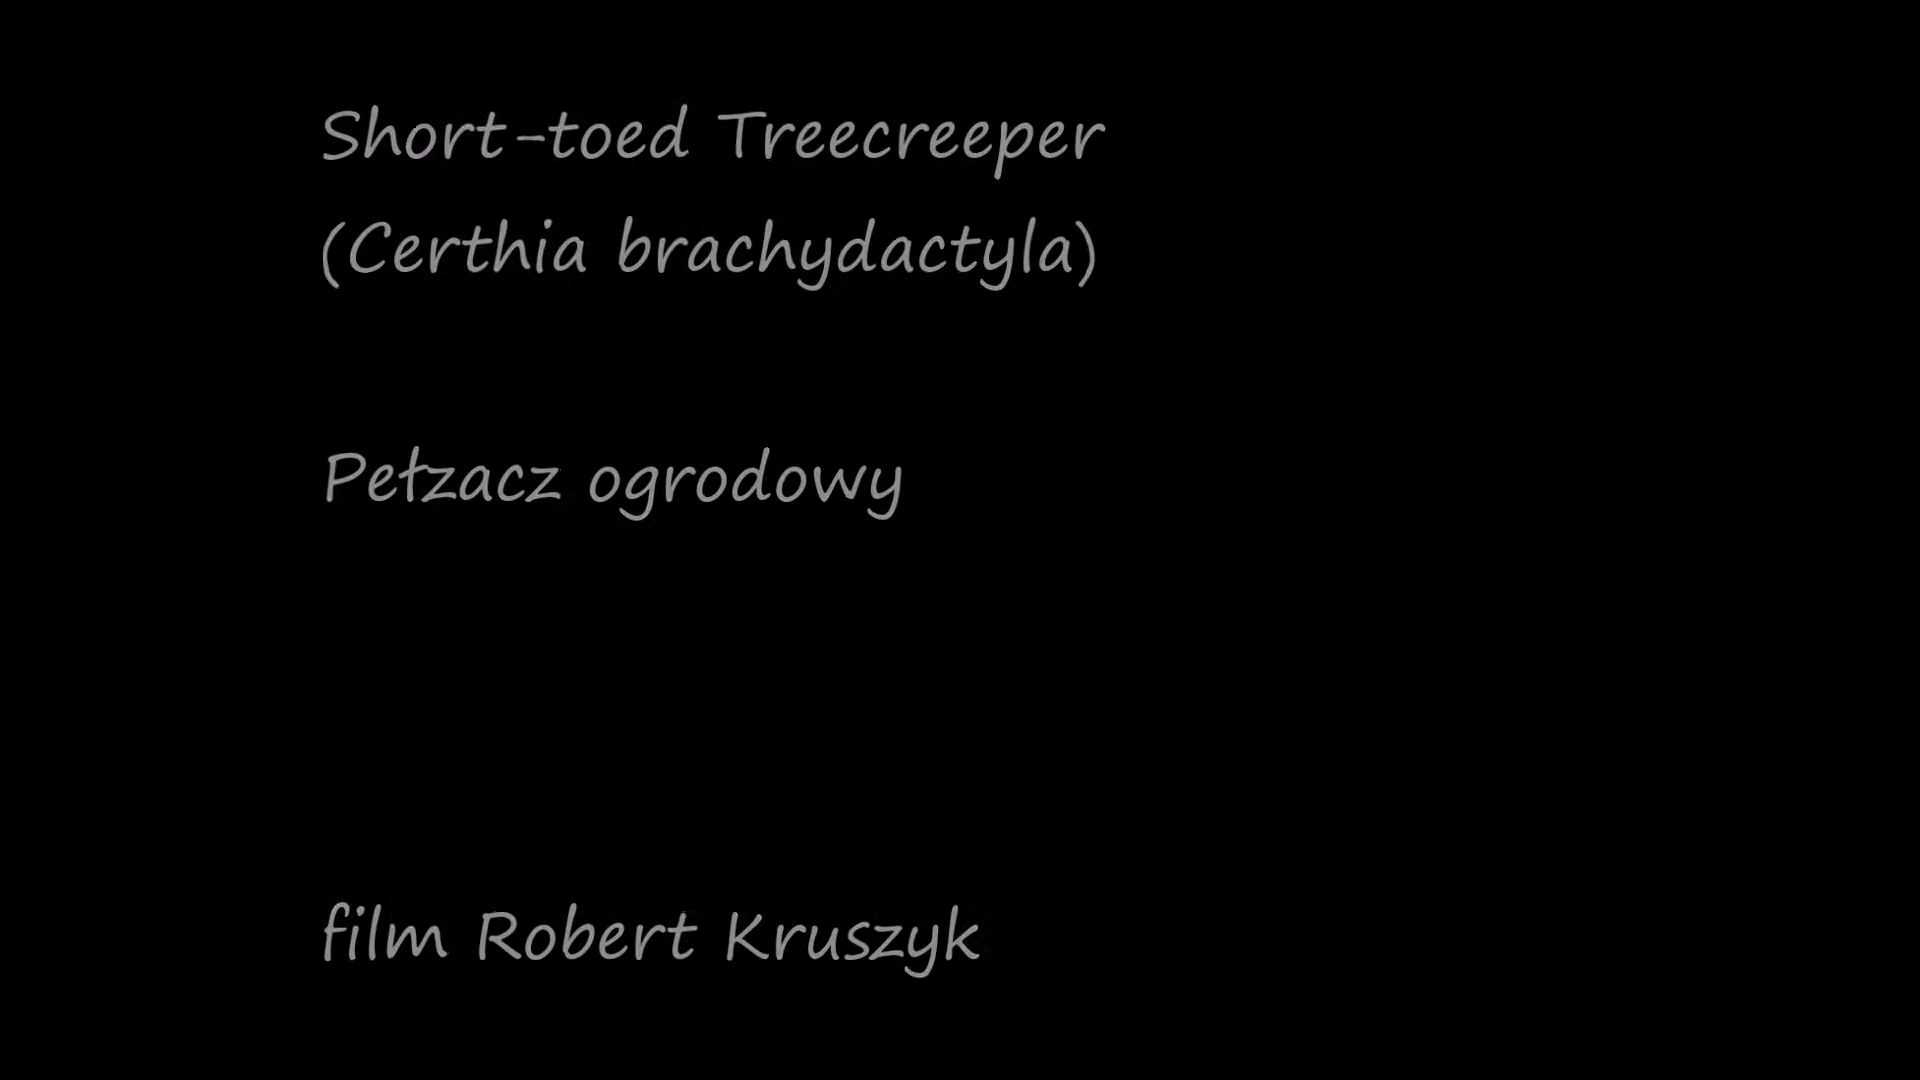 Short-toed Treecreeper
(Certhia brachydactyla)
Pełzacz ogrodowy
film Robert Kruszyk